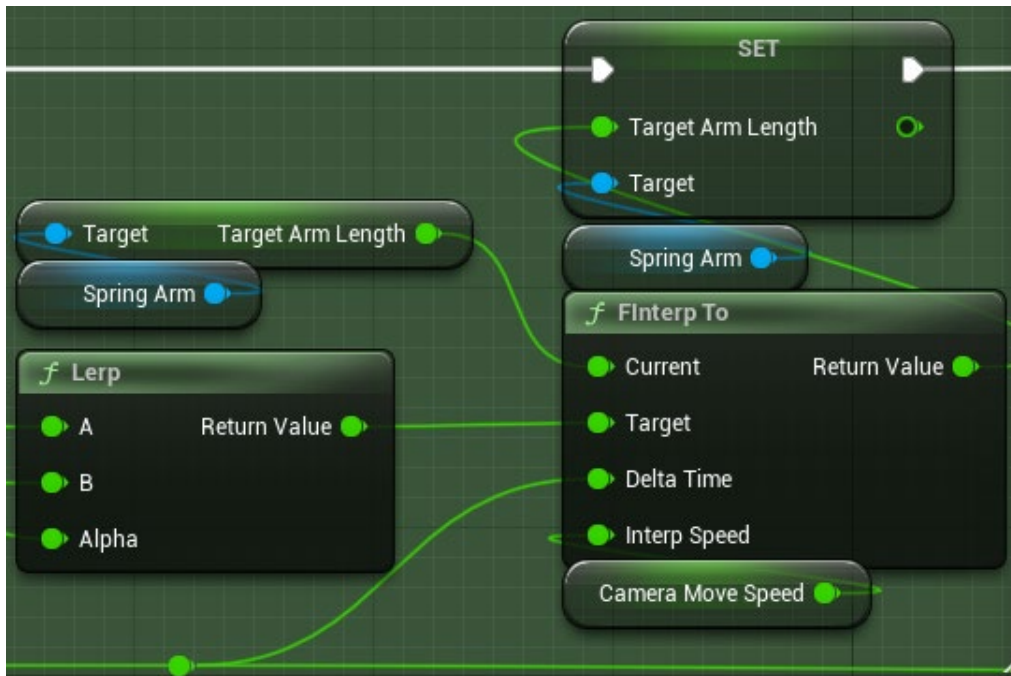 SET
Target Arm Length
Target
Target Target Arm Length
Spring Arm
Spring Arm
f FInterp To
Current Return Value
Target
Delta Time
Interp Speed
Camera Move Speed
f Lerp
A Return Value
B
Alpha